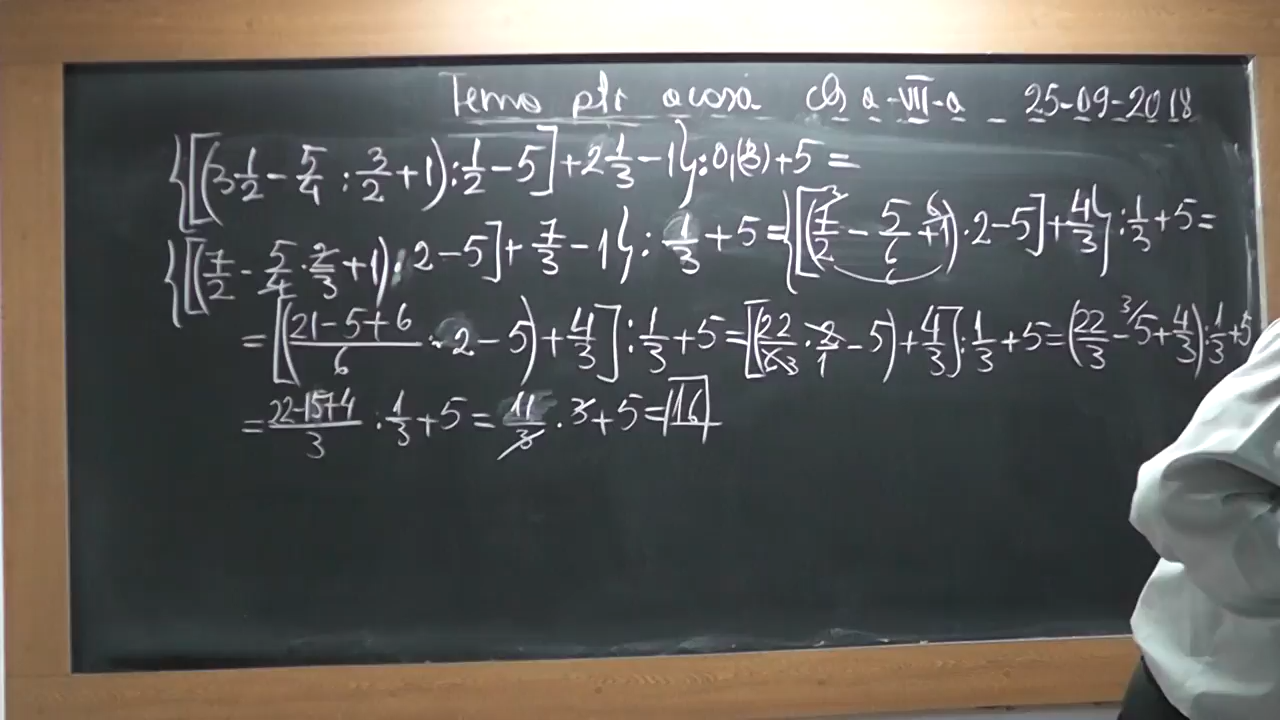 Tema ptr acasă cls a-VII-a - 25-09-2018
{[(3 1/2 - 5/4 : 3/2 + 1) : 1/2 - 5] + 2 1/3 - 1} : 0,(3) + 5 =
{[(7/2 - 5/4 · 2/3 + 1) · 2 - 5] + 7/3 - 1} : 1/3 + 5 = {[(7/2 - 5/6 + 1) · 2 - 5] + 4/3} : 1/3 + 5 =
= [(21-5+6/6 · 2 - 5) + 4/3] : 1/3 + 5 = [(22/6 3 · 2/1 - 5) + 4/3] : 1/3 + 5 = (22/3 - 3/5 + 4/3) : 1/3 + 5
= 22-15+4/3 : 1/3 + 5 = 11/3 · 3 + 5 = 16